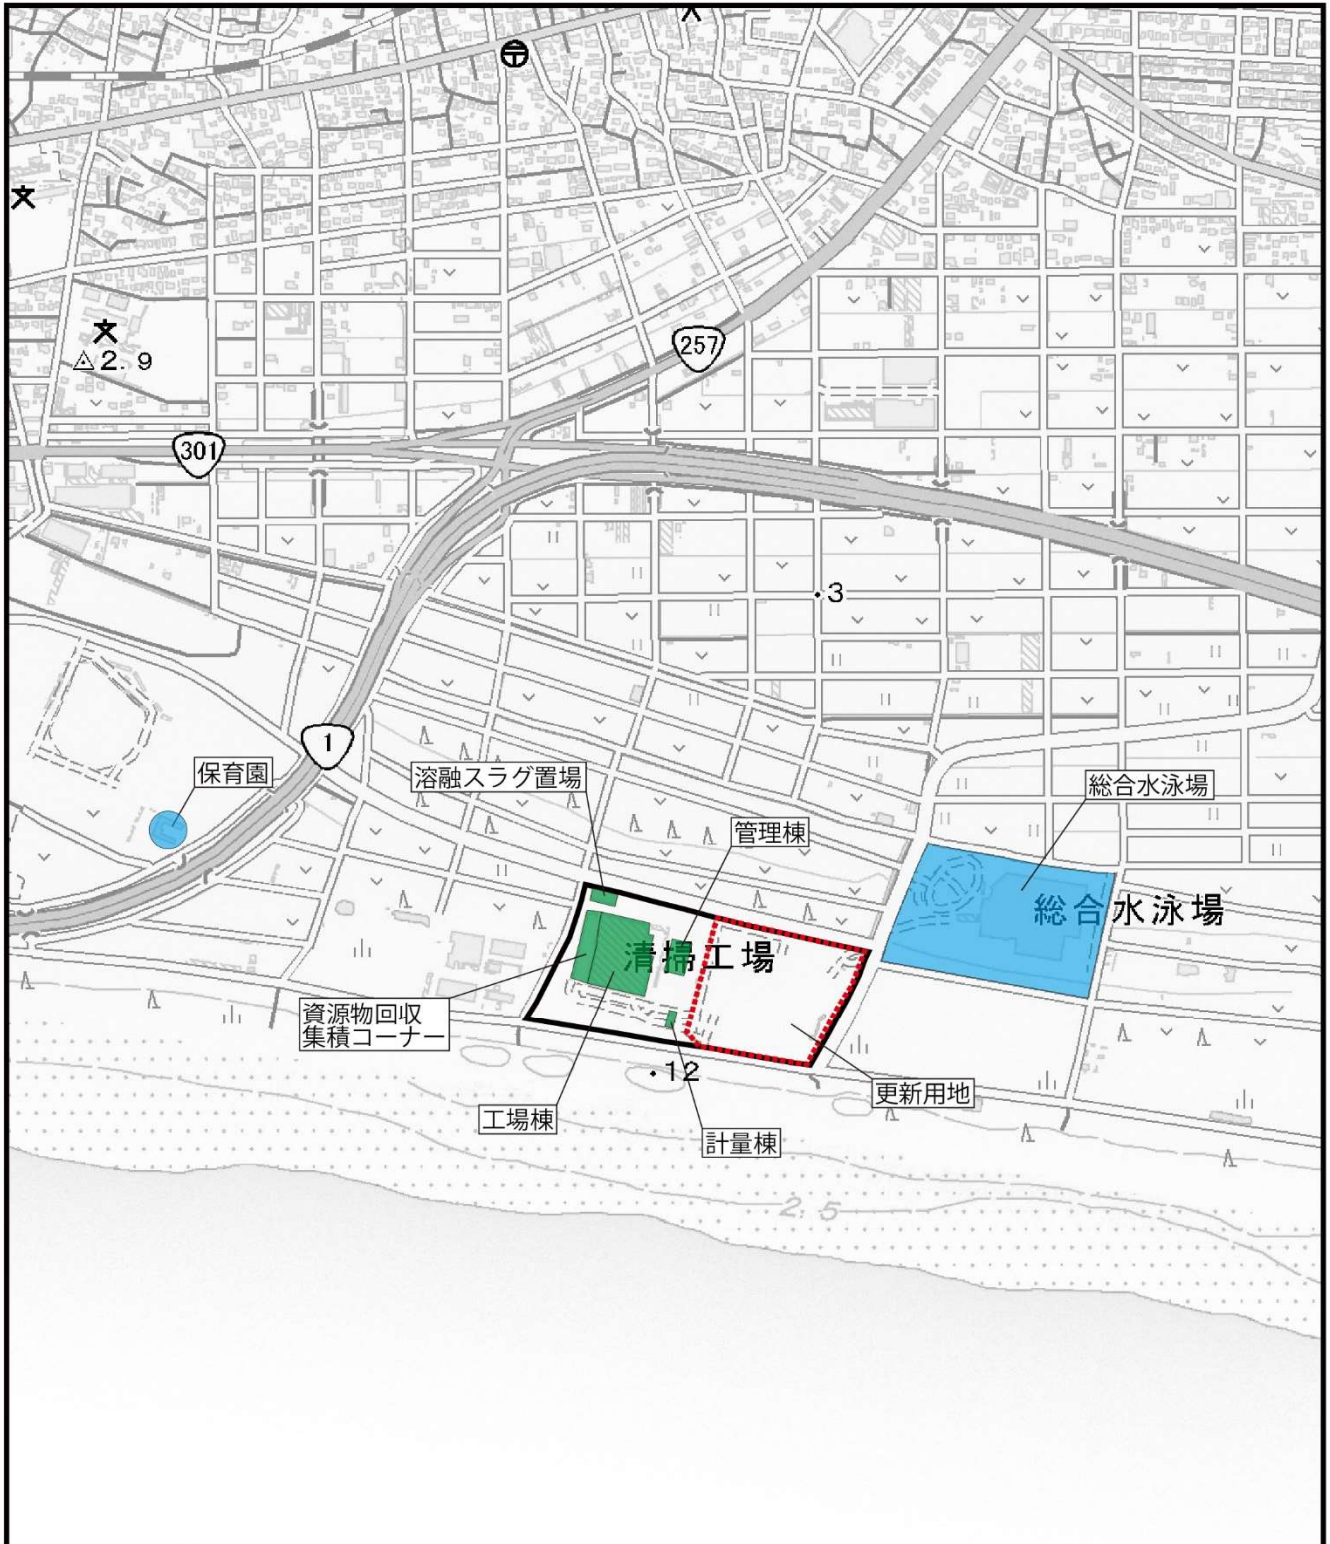 257
2.9
301
3
1
保育園
溶融スラグ置場
総合水泳場
管理棟
総合水泳場
清掃工場
資源物回収
集積コーナー
12
更新用地
工場棟
計量棟
2.5